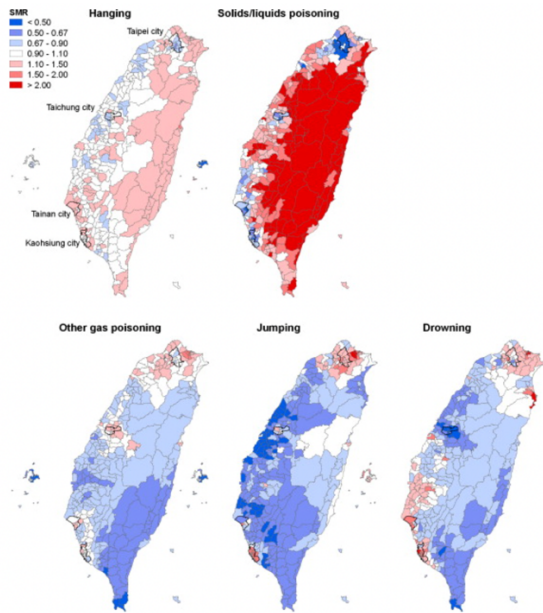 SMR
< 0.50
0.50 - 0.67
0.67 - 0.90
0.90 - 1.10
1.10 - 1.50
1.50 - 2.00
> 2.00
Hanging
Solids/liquids poisoning
Taipei city
Taichung city
Tainan city
Kaohsiung city
Other gas poisoning
Jumping
Drowning